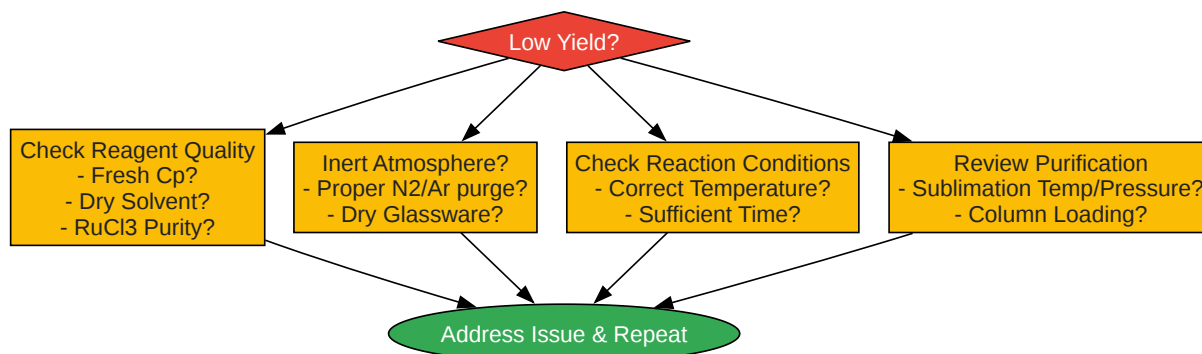 Low Yield?
Check Reagent Quality
- Fresh Cp?
- Dry Solvent?
- RuCl3 Purity?
Inert Atmosphere?
- Proper N2/Ar purge?
- Dry Glassware?
Check Reaction Conditions
- Correct Temperature?
- Sufficient Time?
Review Purification
- Sublimation Temp/Pressure?
- Column Loading?
Address Issue & Repeat